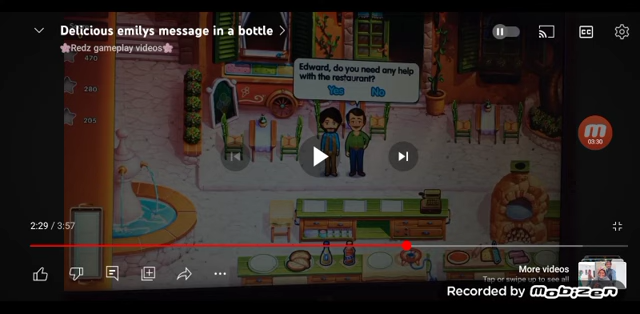 Delicious emilys message in a bottle
🌸Redz gameplay videos🌸
470
280
205
Edward, do you need any help
with the restaurant?
Yes No
03:30
2:29 / 3:57
More videos
Tap or swipe up to see all
Recorded by mobizen
CC